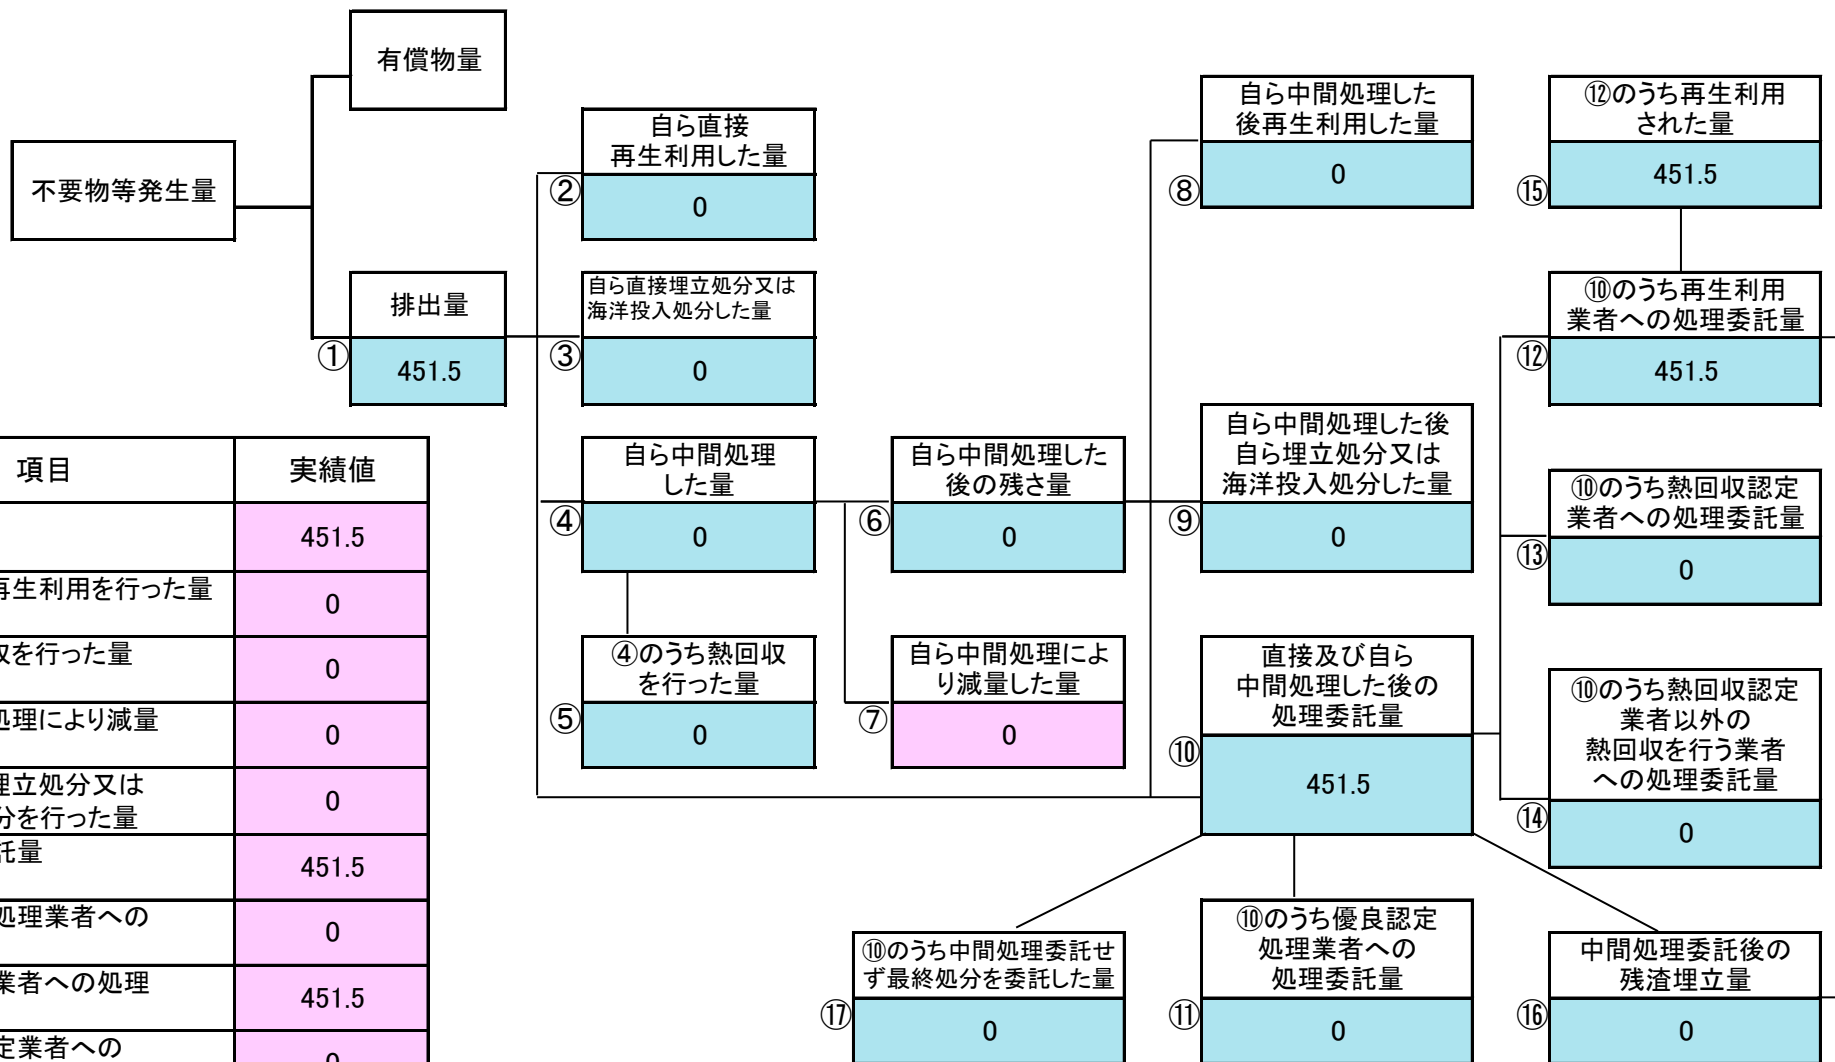 有償物量
不要物等発生量
排出量
①
451.5
自ら直接
再生利用した量
②
0
自ら直接埋立処分又は
海洋投入処分した量
③
0
自ら中間処理
した量
④
0
④のうち熱回収
を行った量
⑤
0
自ら中間処理した
後の残さ量
⑥
0
自ら中間処理によ
り減量した量
⑦
0
自ら中間処理した
後再生利用した量
⑧
0
自ら中間処理した後
自ら埋立処分又は
海洋投入処分した量
⑨
0
直接及び自ら
中間処理した後の
処理委託量
⑩
451.5
⑩のうち優良認定
処理業者への
処理委託量
⑪
0
⑩のうち再生利用
業者への処理委託量
⑫
451.5
⑩のうち熱回収認定
業者への処理委託量
⑬
0
⑩のうち熱回収認定
業者以外の
熱回収を行う業者
への処理委託量
⑭
0
⑫のうち再生利用
された量
⑮
451.5
中間処理委託後の
残渣埋立量
⑯
0
⑩のうち中間処理委託せ
ず最終処分を委託した量
⑰
0
項目 実績値
451.5
再生利用を行った量
0
を行った量
0
処理により減量
0
埋立処分又は
分を行った量
0
託量
451.5
処理業者への
0
業者への処理
451.5
定業者への
0